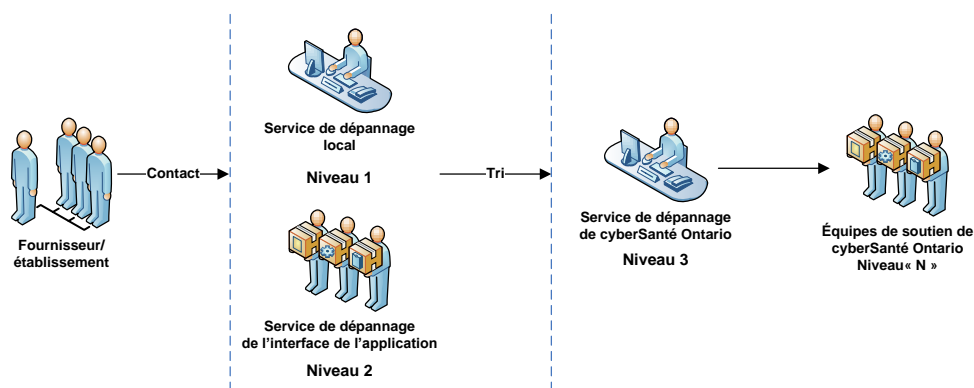 Fournisseur/
établissement
Contact
Service de dépannage
local
Niveau 1
Service de dépannage
de l’interface de l’application
Niveau 2
Tri
Service de dépannage
de cyberSanté Ontario
Niveau 3
Équipes de soutien de
cyberSanté Ontario
Niveau« N »